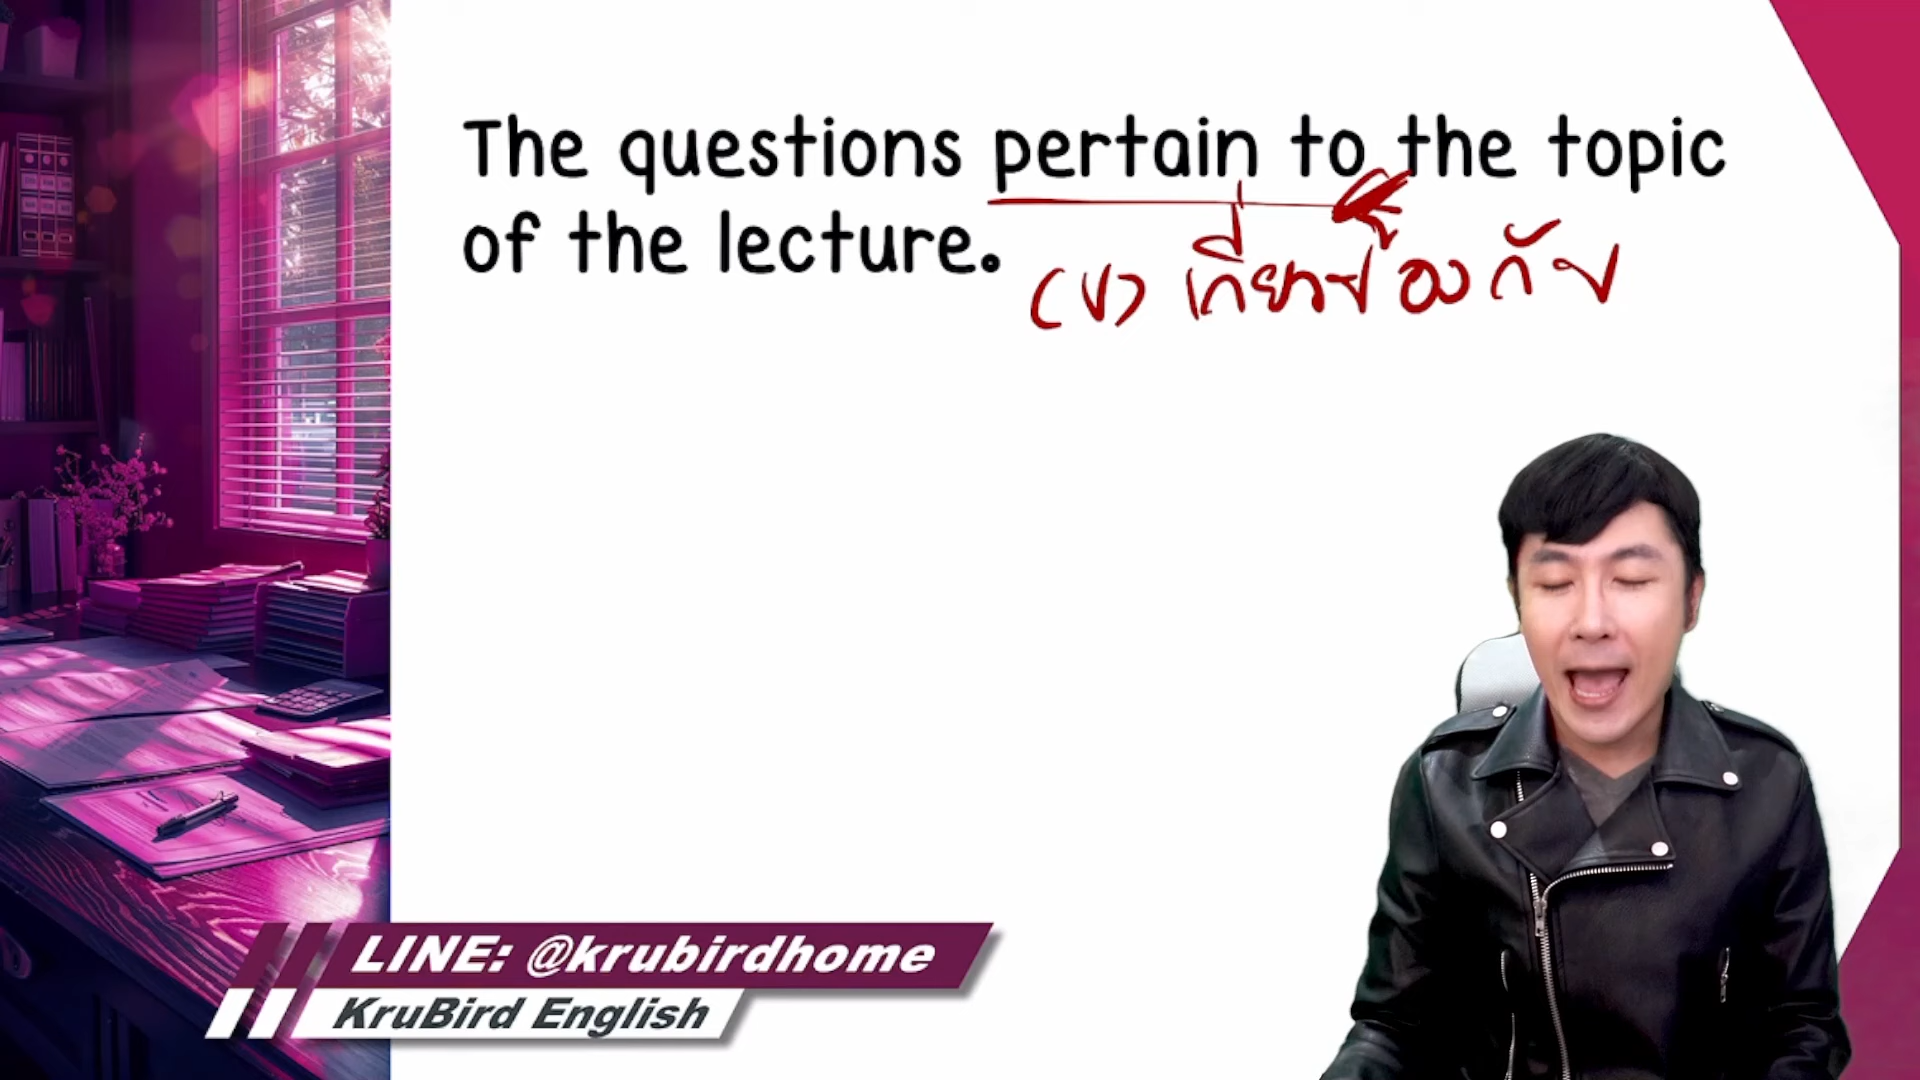 The questions pertain to the topic
of the lecture.
(v) เกี่ยวข้องกับ
LINE: @krubirdhome
KruBird English